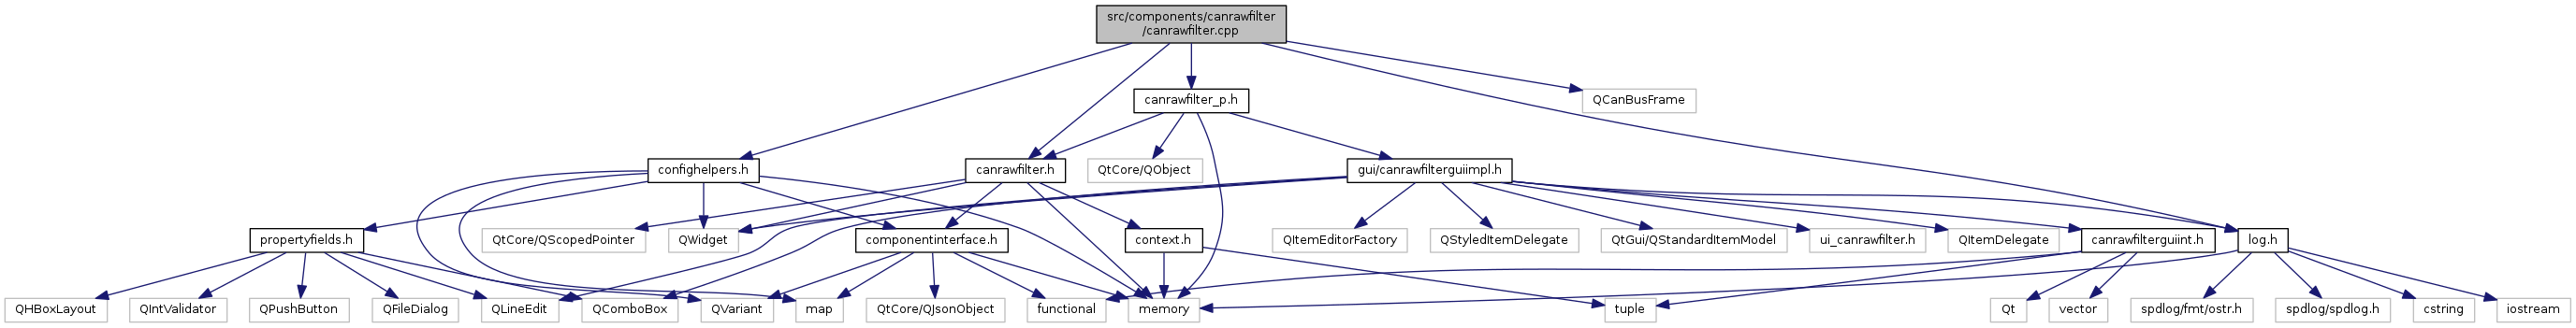 src/components/canrawfilter
/canrawfilter.cpp
canrawfilter_p.h
QCanBusFrame
confighelpers.h
canrawfilter.h
QtCore/QObject
gui/canrawfilterguiimpl.h
propertyfields.h
QtCore/QScopedPointer
QWidget
componentinterface.h
context.h
QItemEditorFactory
QStyledItemDelegate
QtGui/QStandardItemModel
ui_canrawfilter.h
QItemDelegate
canrawfilterguiint.h
log.h
QHBoxLayout
QIntValidator
QPushButton
QFileDialog
QLineEdit
QComboBox
QVariant
map
QtCore/QJsonObject
functional
memory
tuple
Qt
vector
spdlog/fmt/ostr.h
spdlog/spdlog.h
cstring
iostream